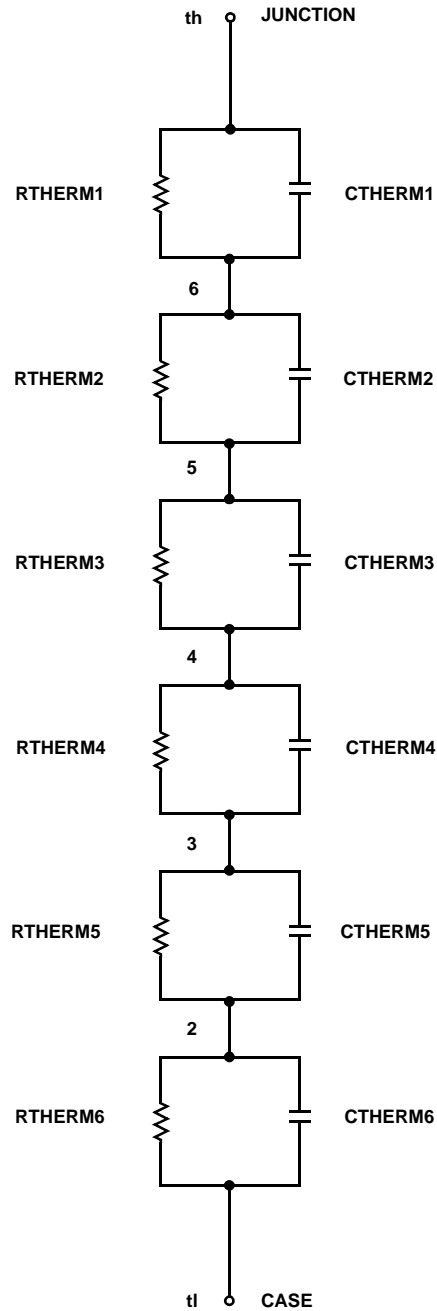 th JUNCTION
RTHERM1 CTHERM1
6
RTHERM2 CTHERM2
5
RTHERM3 CTHERM3
4
RTHERM4 CTHERM4
3
RTHERM5 CTHERM5
2
RTHERM6 CTHERM6
tl CASE